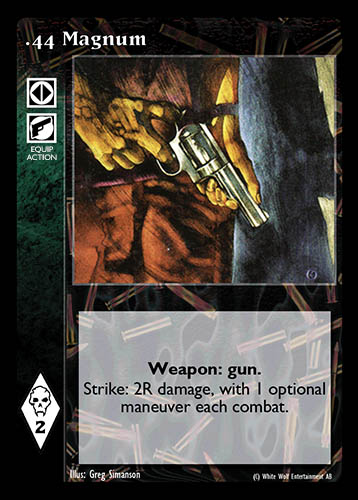 .44 Magnum
EQUIP
ACTION
Weapon: gun.
Strike: 2R damage, with 1 optional
maneuver each combat.
2
Illus: Greg Simanson
(C) White Wolf Entertainment AB